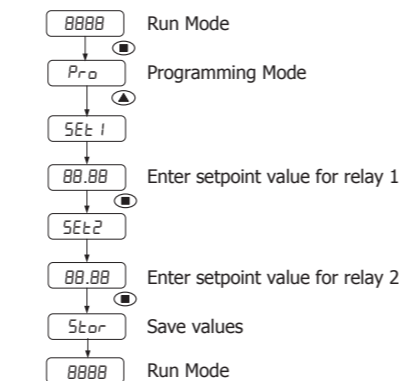 8888 Run Mode
Pro Programming Mode
SEt 1
88.88 Enter setpoint value for relay 1
SEt2
88.88 Enter setpoint value for relay 2
Stor Save values
8888 Run Mode